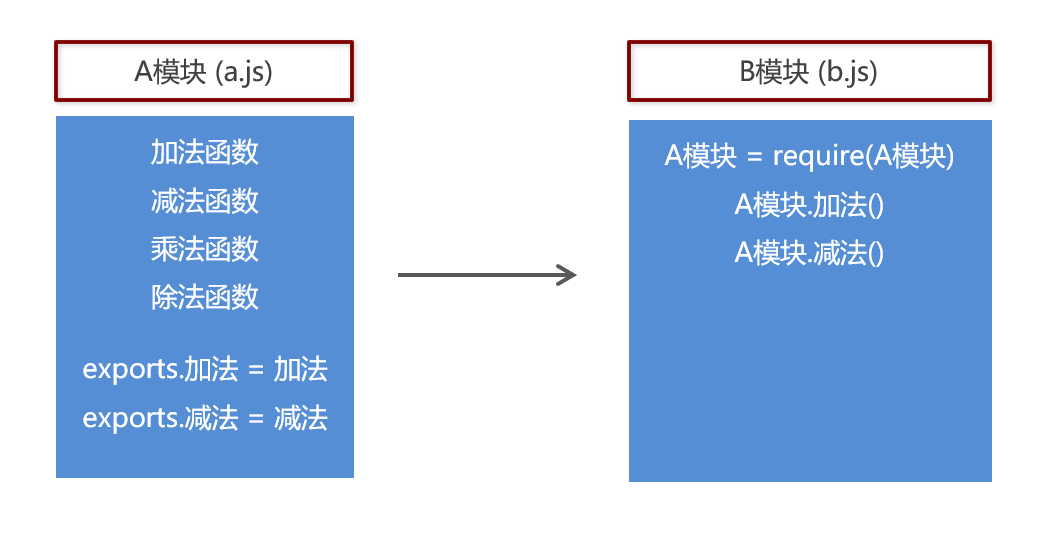 A模块 (a.js)
加法函数
减法函数
乘法函数
除法函数
exports.加法 = 加法
exports.减法 = 减法
B模块 (b.js)
A模块 = require(A模块)
A模块.加法()
A模块.减法()